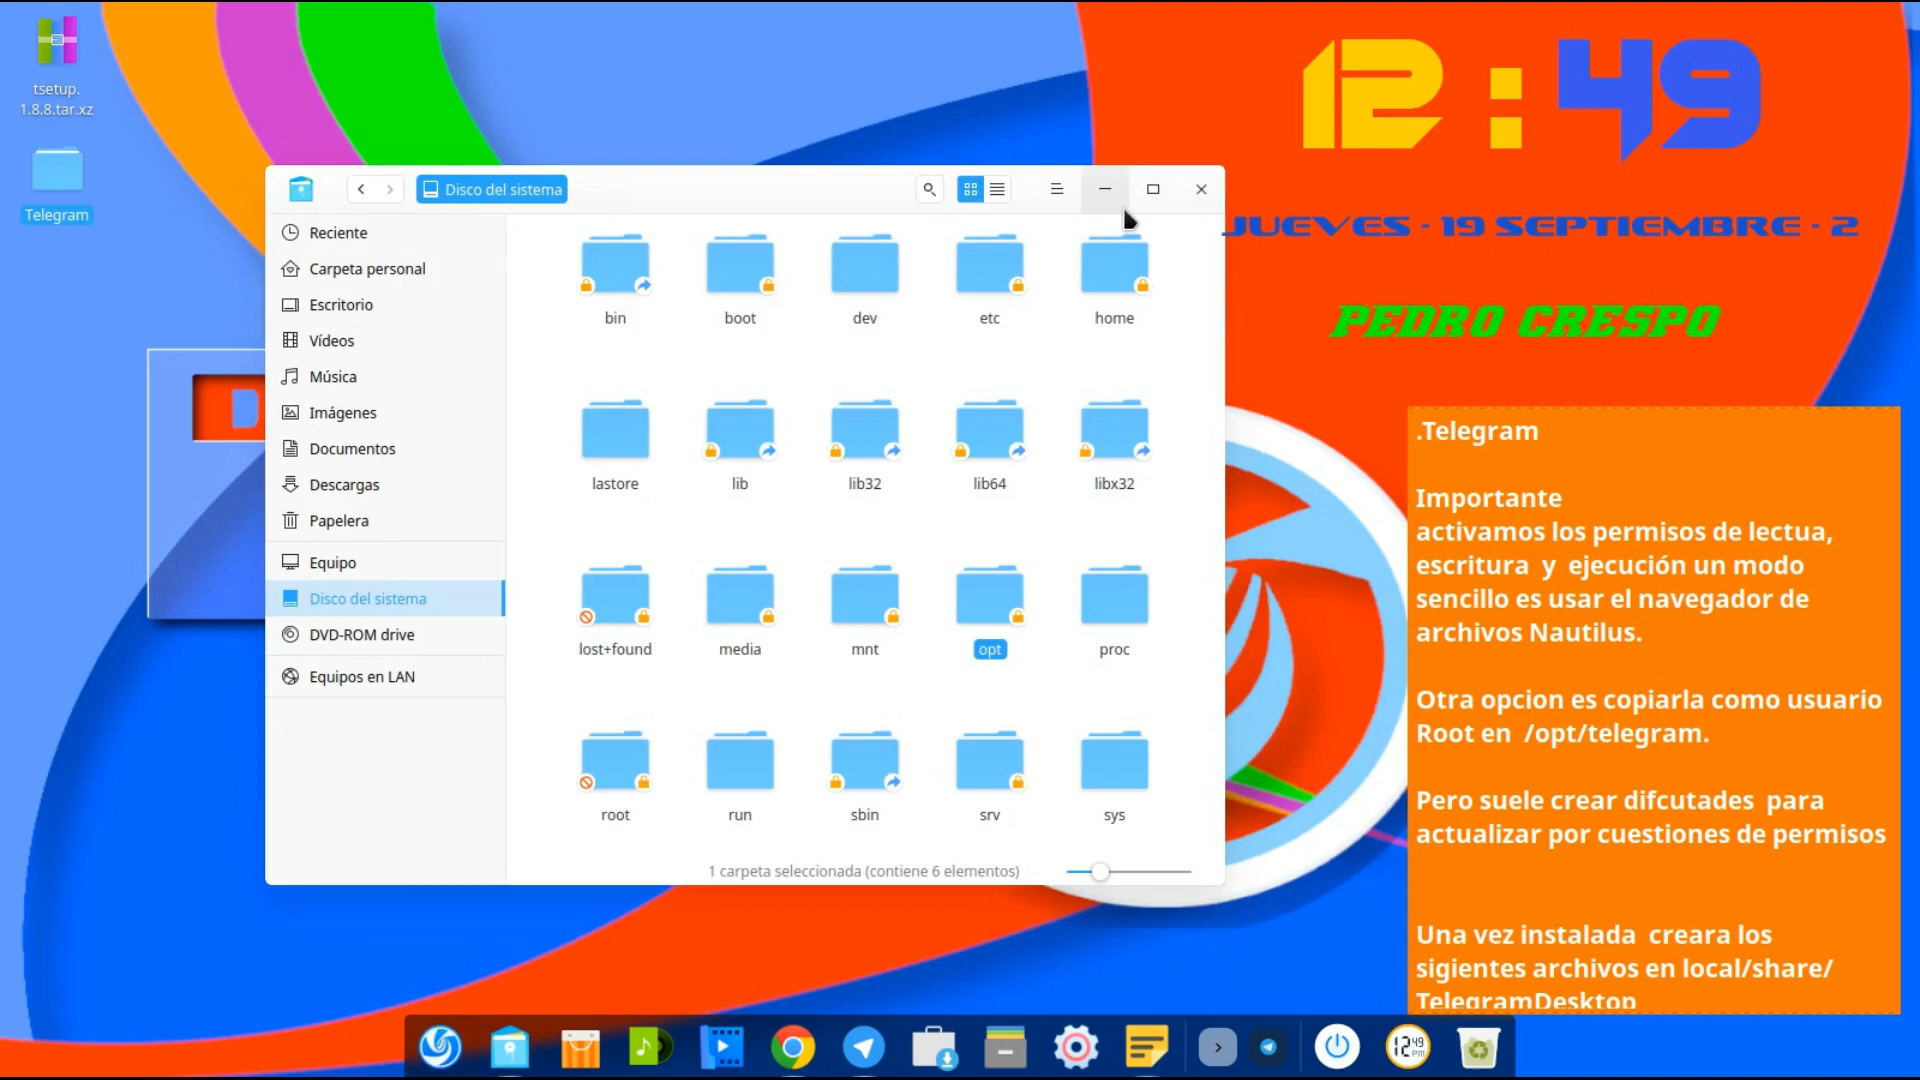 tsetup.
1.8.8.tar.xz
Telegram
12:49
JUEVES - 19 SEPTIEMBRE - 2
PEDRO CRESPO
Disco del sistema
Reciente
Carpeta personal
Escritorio
Vídeos
Música
Imágenes
Documentos
Descargas
Papelera
Equipo
Disco del sistema
DVD-ROM drive
Equipos en LAN
bin
boot
dev
etc
home
lastore
lib
lib32
lib64
libx32
lost+found
media
mnt
opt
proc
root
run
sbin
srv
sys
1 carpeta seleccionada (contiene 6 elementos)
D
.Telegram
Importante
activamos los permisos de lectua,
escritura y ejecución un modo
sencillo es usar el navegador de
archivos Nautilus.
Otra opcion es copiarla como usuario
Root en /opt/telegram.
Pero suele crear difcutades para
actualizar por cuestiones de permisos
Una vez instalada creara los
sigientes archivos en local/share/
TelegramDesktop
12 49
PM